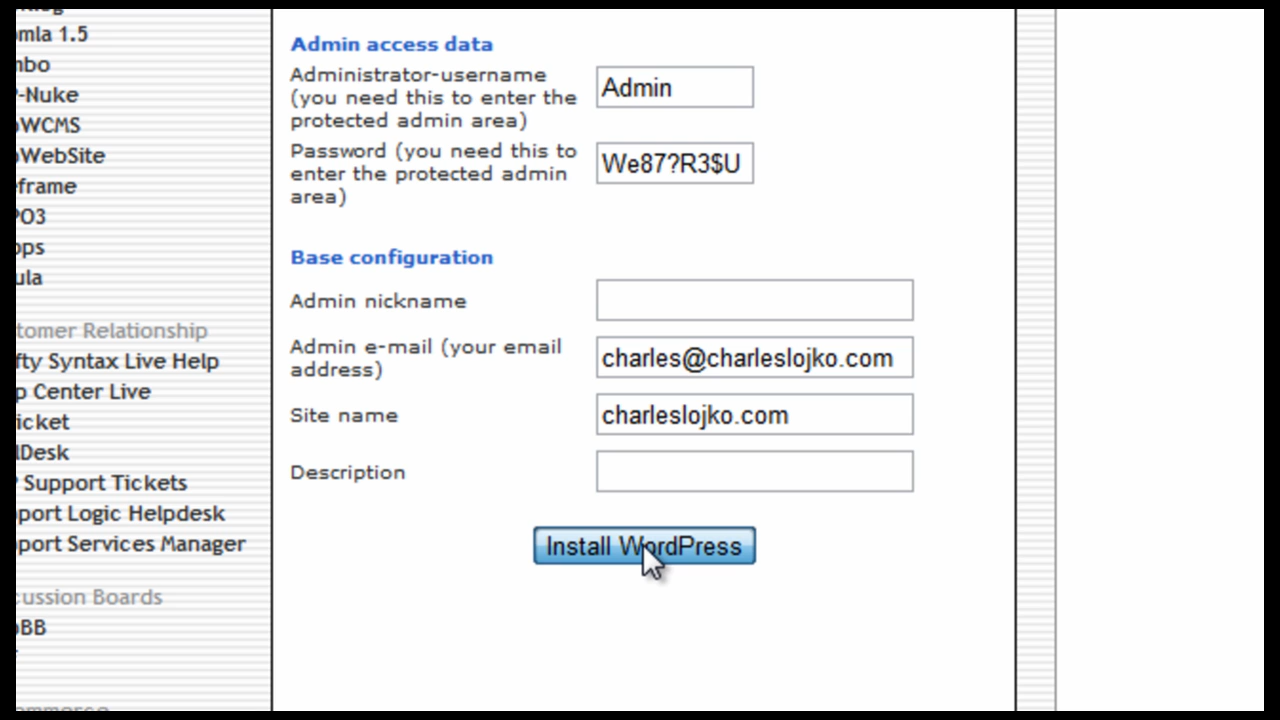 omla 1.5
nbo
-Nuke
WCMS
WebSite
eframe
PO3
ops
ula
tomer Relationship
fty Syntax Live Help
p Center Live
icket
lDesk
Support Tickets
port Logic Helpdesk
port Services Manager
cussion Boards
BB
Admin access data
Administrator-username
(you need this to enter the
protected admin area)
Admin
Password (you need this to
enter the protected admin
area)
We87?R3$U
Base configuration
Admin nickname
Admin e-mail (your email
address)
charles@charleslojko.com
Site name
charleslojko.com
Description
Install WordPress